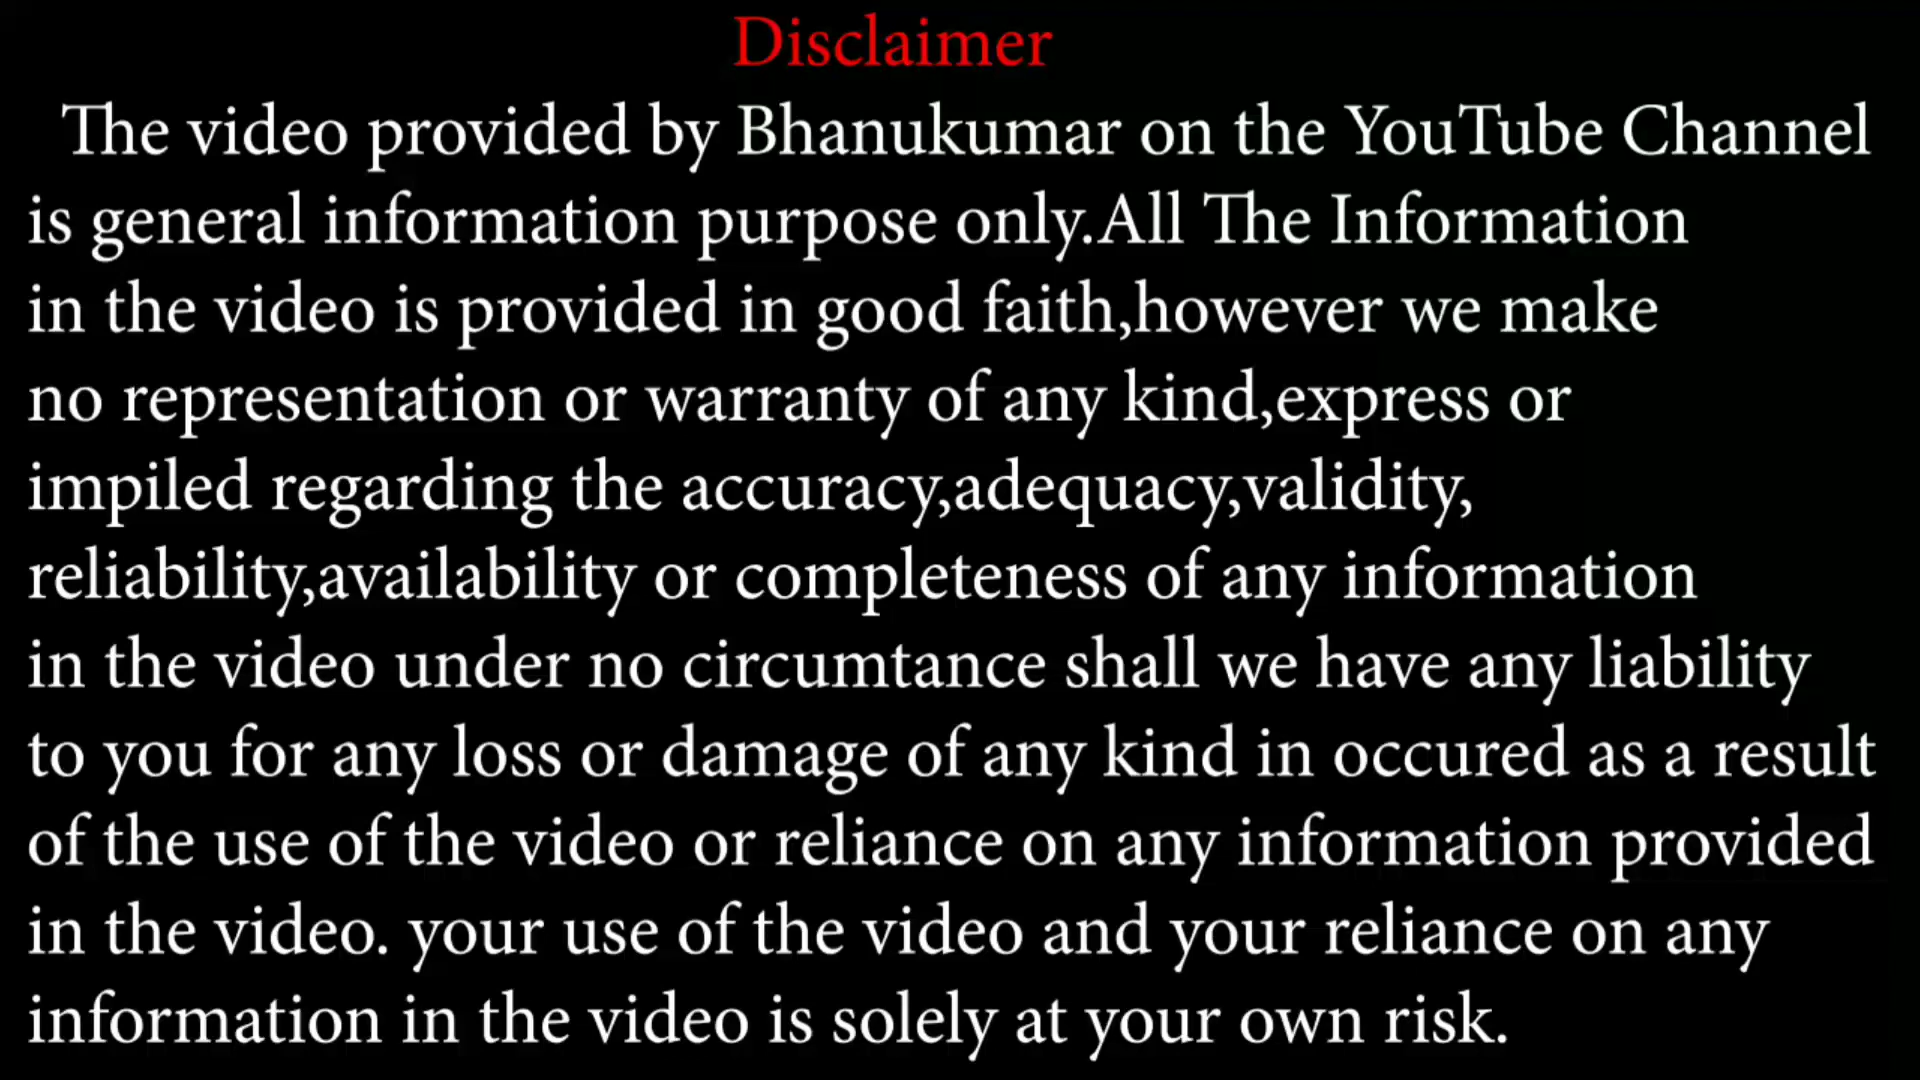 Disclaimer
The video provided by Bhanukumar on the YouTube Channel
is general information purpose only.All The Information
in the video is provided in good faith,however we make
no representation or warranty of any kind,express or
impiled regarding the accuracy,adequacy,validity,
reliability,availability or completeness of any information
in the video under no circumtance shall we have any liability
to you for any loss or damage of any kind in occured as a result
of the use of the video or reliance on any information provided
in the video. your use of the video and your reliance on any
information in the video is solely at your own risk.